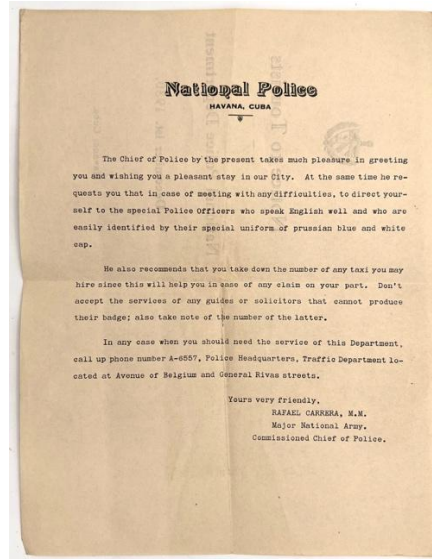 National Police
HAVANA, CUBA
The Chief of Police by the present takes much pleasure in greeting
you and wishing you a pleasant stay in our City. At the same time he re-
quests you that in case of meeting with any difficulties, to direct your-
self to the special Police Officers who speak English well and who are
easily identified by their special uniform of prussian blue and white
cap.
He also recommends that you take down the number of any taxi you may
hire since this will help you in case of any claim on your part. Don't
accept the services of any guides or solicitors that cannot produce
their badge; also take note of the number of the latter.
In any case when you should need the service of this Department,
call up phone number A-6557, Police Headquarters, Traffic Department lo-
cated at Avenue of Belgium and General Rivas streets.
Yours very friendly,
RAFAEL CARRERA, M.M.
Major National Army.
Commissioned Chief of Police.